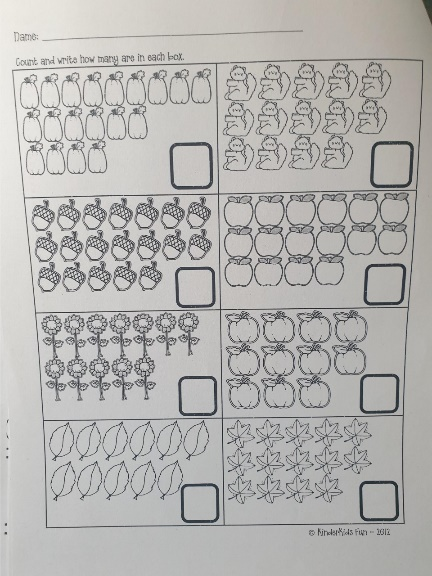 Name:
Count and write how many are in each box.
© KinderKids Fun - 2012